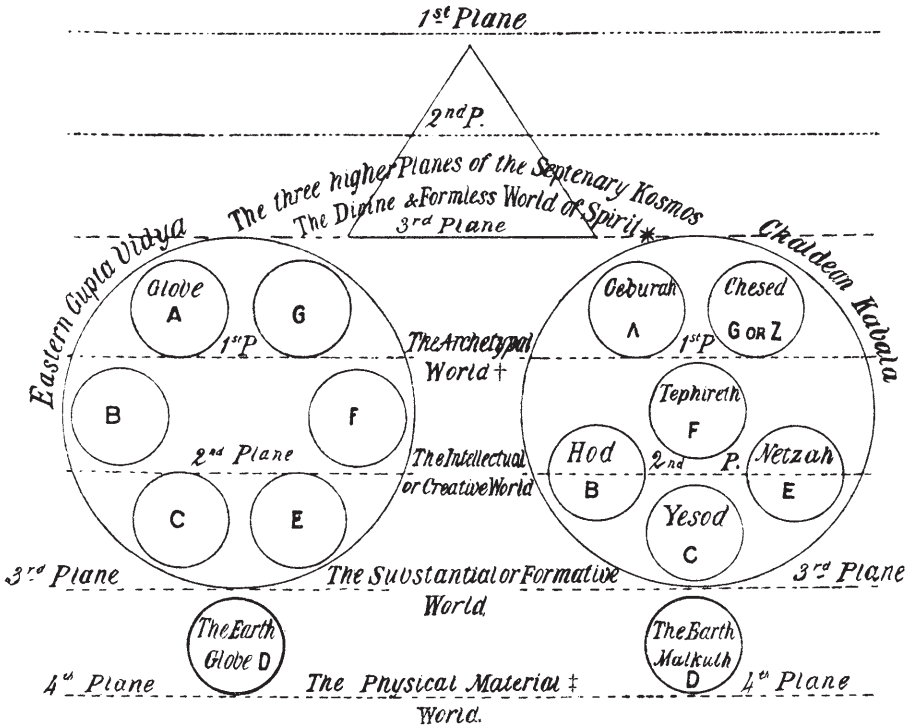 1st Plane
2nd P.
The three higher Planes of the Septenary Kosmos
The Divine & Formless World of Spirit*
3rd Plane
Eastern Gupta Vidya
Chaldean Kabala
Globe
A
G
1st P
The Archetypal
World †
Geburah
A
Chesed
G OR Z
1st P
B
F
Tephireth
F
2nd Plane
The Intellectual
or Creative World
Hod
B
2nd P.
Netzah
E
C
E
Yesod
C
3rd Plane
The Substantial or Formative
World.
3rd Plane
The Earth
Globe D
The Earth
Malkuth
D
4th Plane
The Physical Material ‡
World.
4th Plane